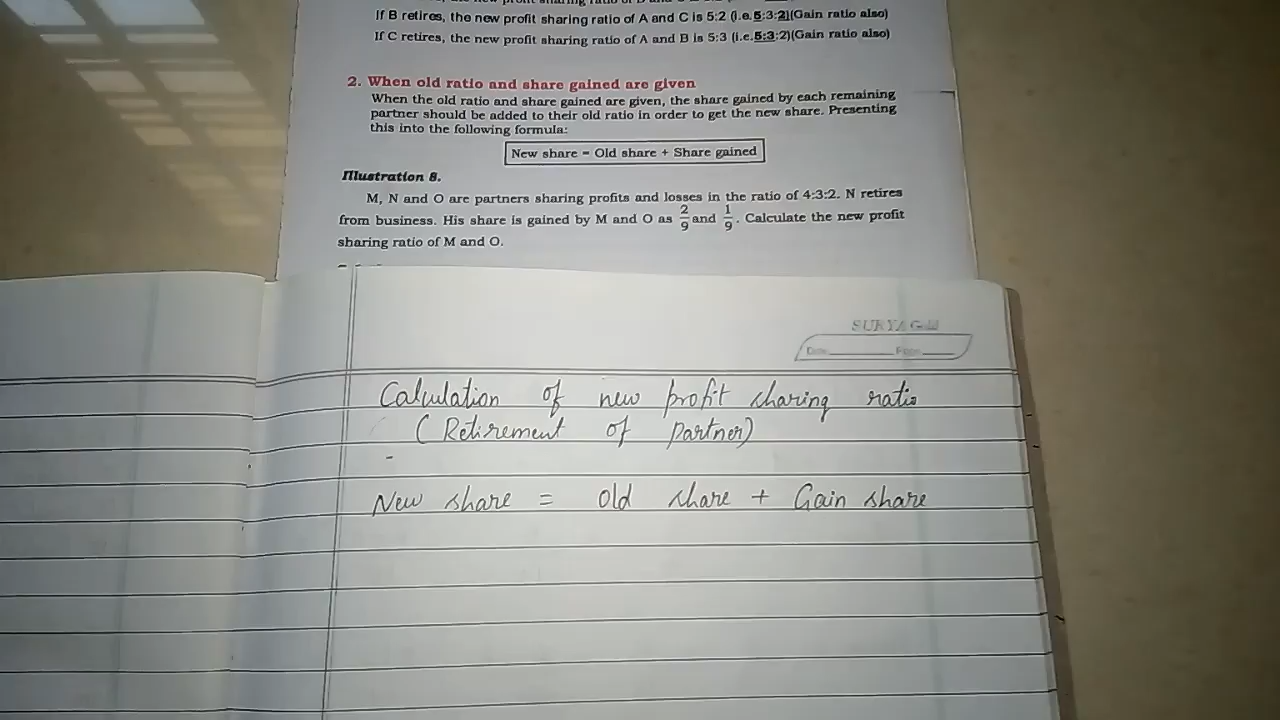 If B retires, the new profit sharing ratio of A and C is 5:2 (i.e.5:3:2)(Gain ratio also)
If C retires, the new profit sharing ratio of A and B is 5:3 (i.e.5:3:2)(Gain ratio also)
2. When old ratio and share gained are given
When the old ratio and share gained are given, the share gained by each remaining
partner should be added to their old ratio in order to get the new share. Presenting
this into the following formula:
New share = Old share + Share gained
Illustration 8.
M, N and O are partners sharing profits and losses in the ratio of 4:3:2. N retires
from business. His share is gained by M and O as 2/9 and 1/9. Calculate the new profit
sharing ratio of M and O.
SURYA Gold
Date Page
Calculation of new profit sharing ratio
(Retirement of partner)
New share = Old share + Gain share